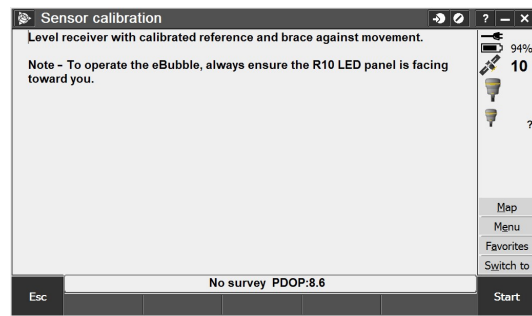 Sensor calibration
? – x
Level receiver with calibrated reference and brace against movement.
Note - To operate the eBubble, always ensure the R10 LED panel is facing
toward you.
94%
10
?
Map
Menu
Favorites
Switch to
No survey PDOP:8.6
Esc
Start